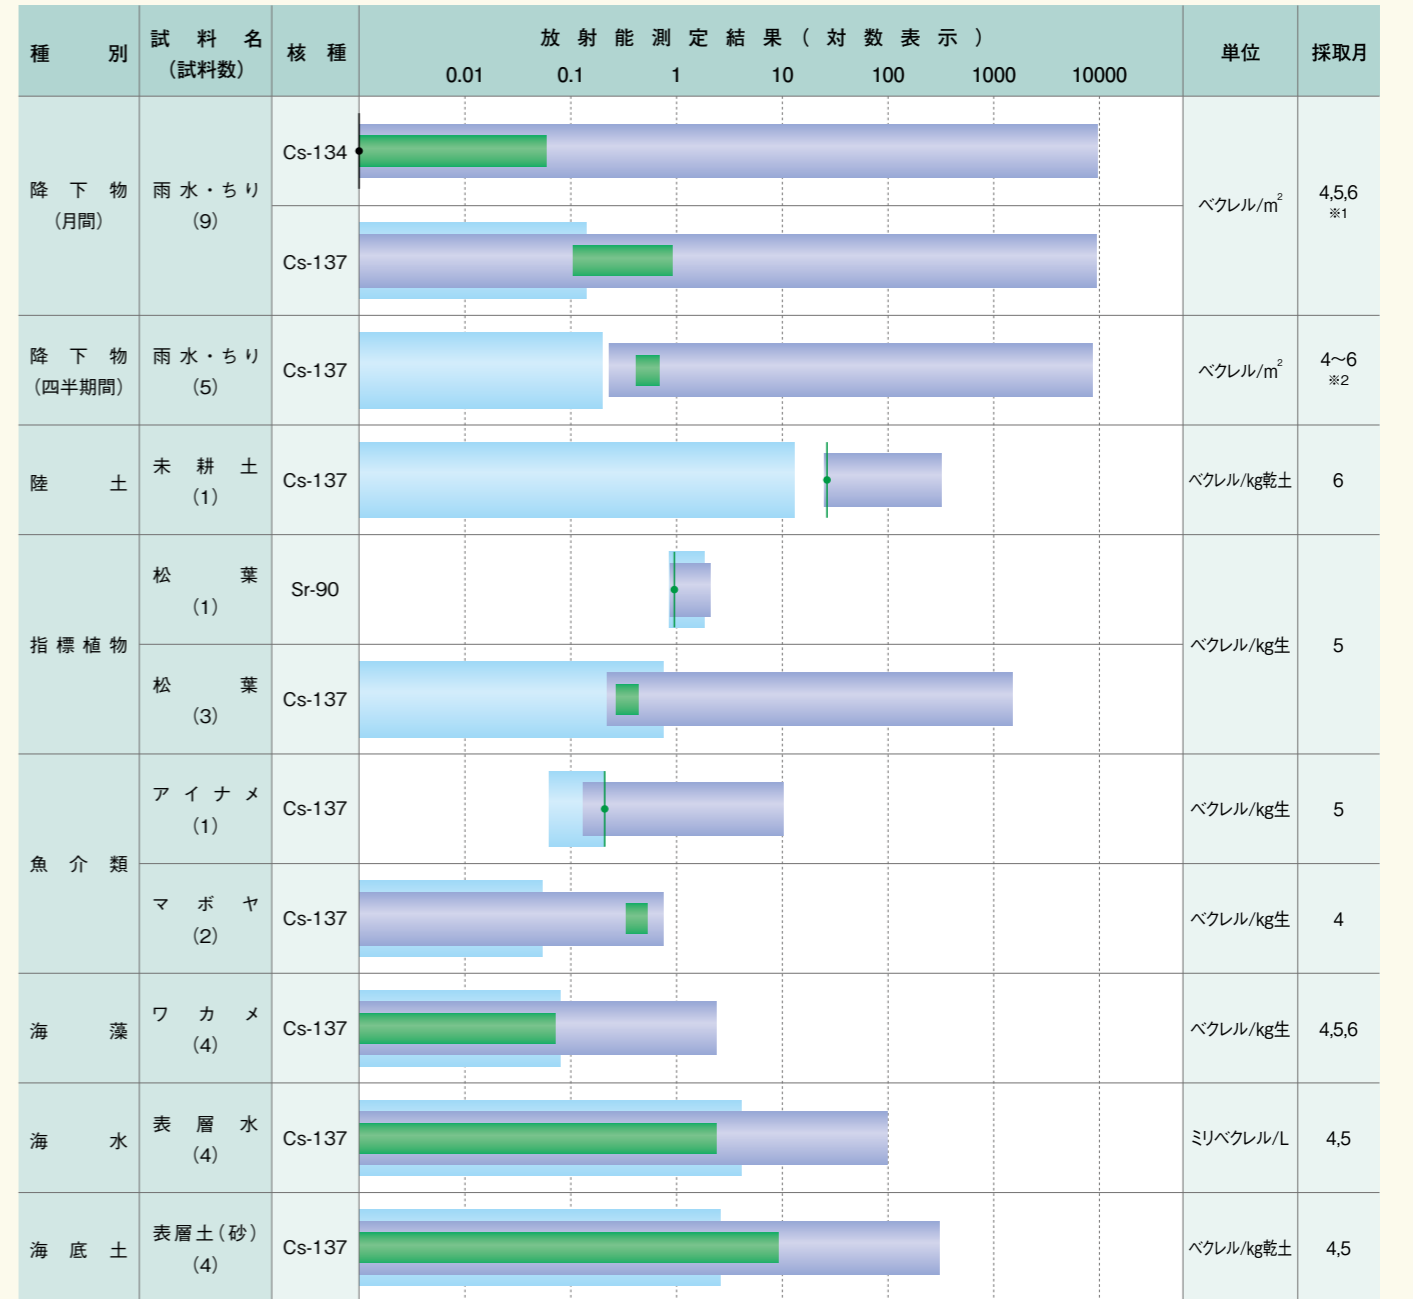 種別 試料名 核種 放射能測定結果(対数表示) 単位 採取月
(試料数)
0.01 0.1 1 10 100 1000 10000
降下物
(月間)
雨水・ちり
(9)
Cs-134
Cs-137
ベクレル/m²
4,5,6
※1
降下物
(四半期間)
雨水・ちり
(5)
Cs-137
ベクレル/m²
4〜6
※2
陸土
未耕土
(1)
Cs-137
ベクレル/kg乾土
6
指標植物
松葉
(1)
Sr-90
松葉
(3)
Cs-137
ベクレル/kg生
5
魚介類
アイナメ
(1)
Cs-137
ベクレル/kg生
5
マボヤ
(2)
Cs-137
ベクレル/kg生
4
海藻
ワカメ
(4)
Cs-137
ベクレル/kg生
4,5,6
海水
表層水
(4)
Cs-137
ミリベクレル/L
4,5
海底土
表層土(砂)
(4)
Cs-137
ベクレル/kg乾土
4,5